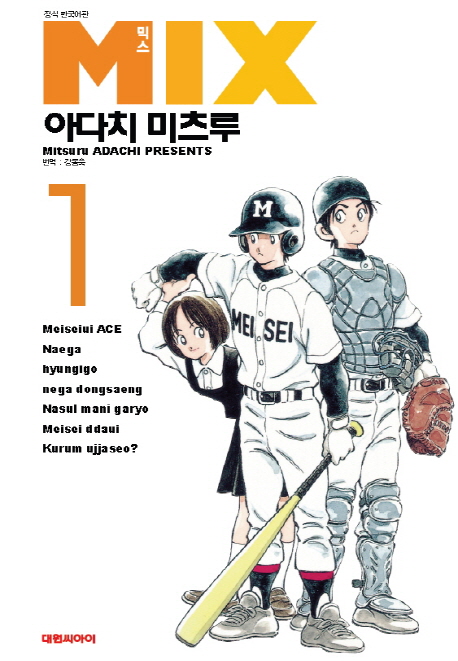 정식 한국어판
MIX
믹스
아다치 미츠루
Mitsuru ADACHI PRESENTS
번역 : 강동욱
1
Meiseiui ACE
Naega
hyungigo
nega dongsaeng
Nasul mani garyo
Meisei ddaui
Kurum ujjaseo?
M
MEISEI
대원씨아이